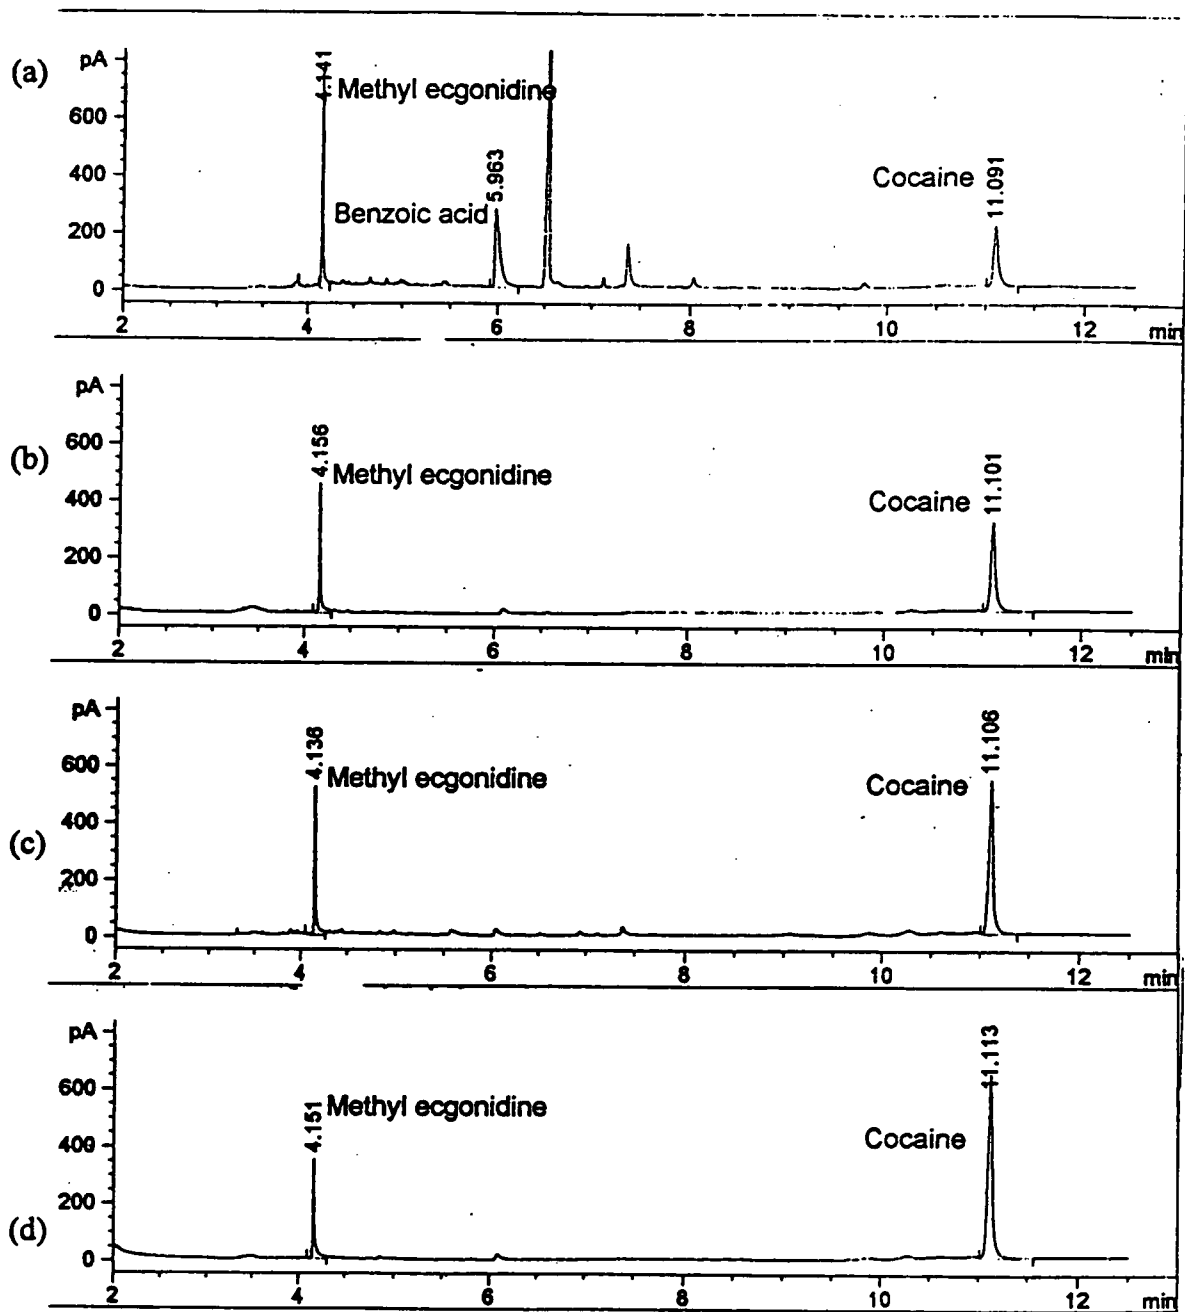 (a)
pA
600
400
200
0
4.141
Methyl ecgonidine
Benzoic acid
5.963
Cocaine
11.091
2 4 6 8 10 12 min
(b)
pA
600
400
200
0
4.156
Methyl ecgonidine
Cocaine
11.101
2 4 6 8 10 12 min
(c)
pA
600
400
200
0
4.136
Methyl ecgonidine
Cocaine
11.106
2 4 6 8 10 12 min
(d)
pA
600
400
200
0
4.151
Methyl ecgonidine
Cocaine
11.113
2 4 6 8 10 12 min